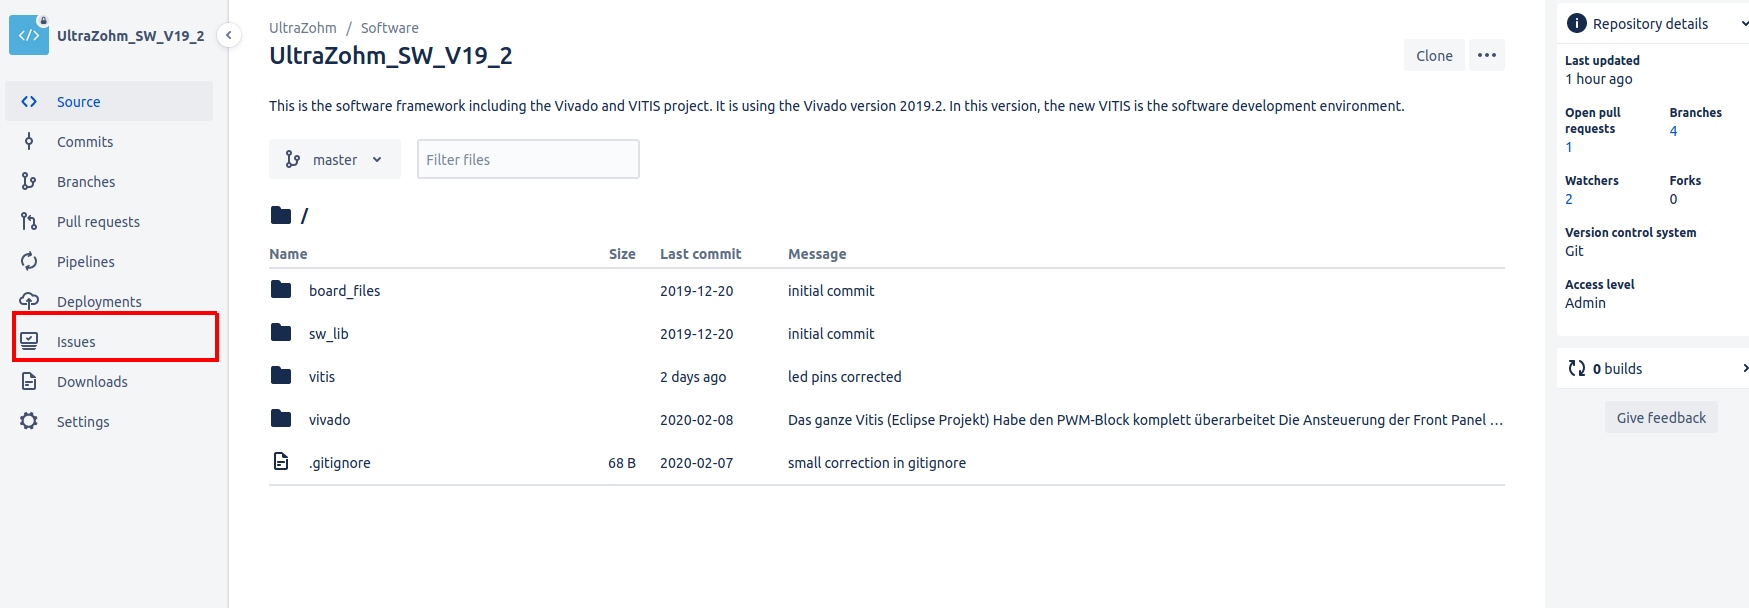 </> UltraZohm_SW_V19_2
Source
Commits
Branches
Pull requests
Pipelines
Deployments
Issues
Downloads
Settings
UltraZohm / Software
UltraZohm_SW_V19_2
Clone
This is the software framework including the Vivado and VITIS project. It is using the Vivado version 2019.2. In this version, the new VITIS is the software development environment.
master
Filter files
/
Name Size Last commit Message
board_files 2019-12-20 initial commit
sw_lib 2019-12-20 initial commit
vitis 2 days ago led pins corrected
vivado 2020-02-08 Das ganze Vitis (Eclipse Projekt) Habe den PWM-Block komplett überarbeitet Die Ansteuerung der Front Panel ...
.gitignore 68 B 2020-02-07 small correction in gitignore
Repository details
Last updated
1 hour ago
Open pull requests
1
Branches
4
Watchers
2
Forks
0
Version control system
Git
Access level
Admin
0 builds
Give feedback